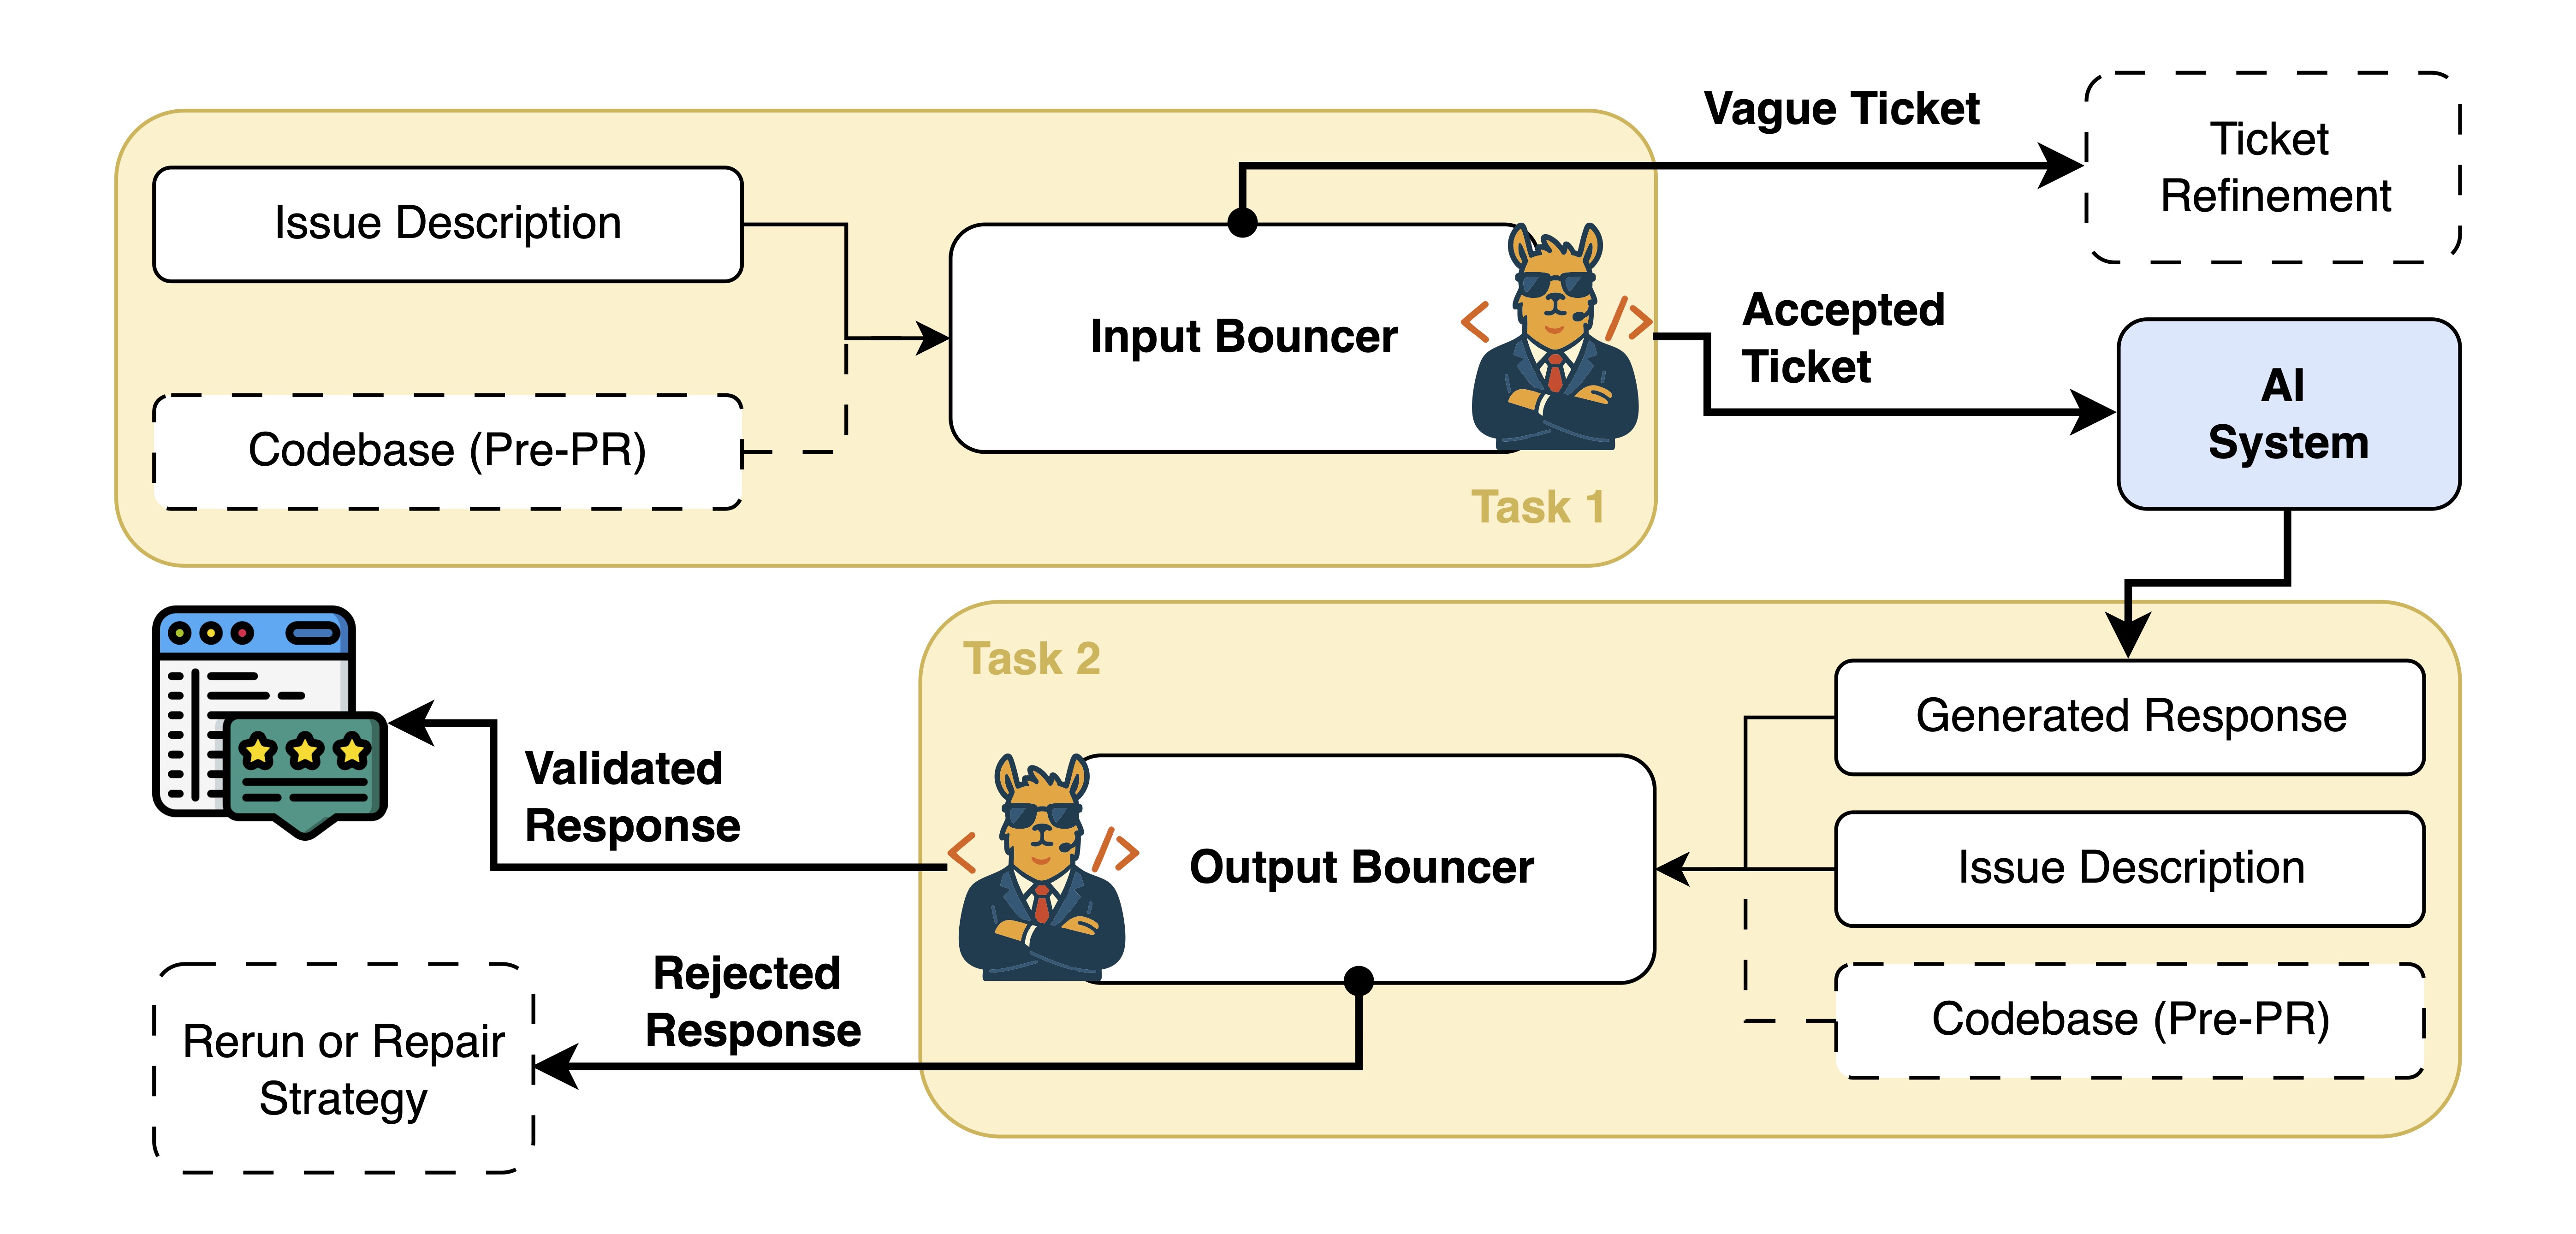 Vague Ticket
Ticket
Refinement
Issue Description
Input Bouncer
< />
Accepted
Ticket
AI
System
Codebase (Pre-PR)
Task 1
Task 2
Generated Response
Validated
Response
< />
Output Bouncer
Issue Description
Rejected
Response
Codebase (Pre-PR)
Rerun or Repair
Strategy